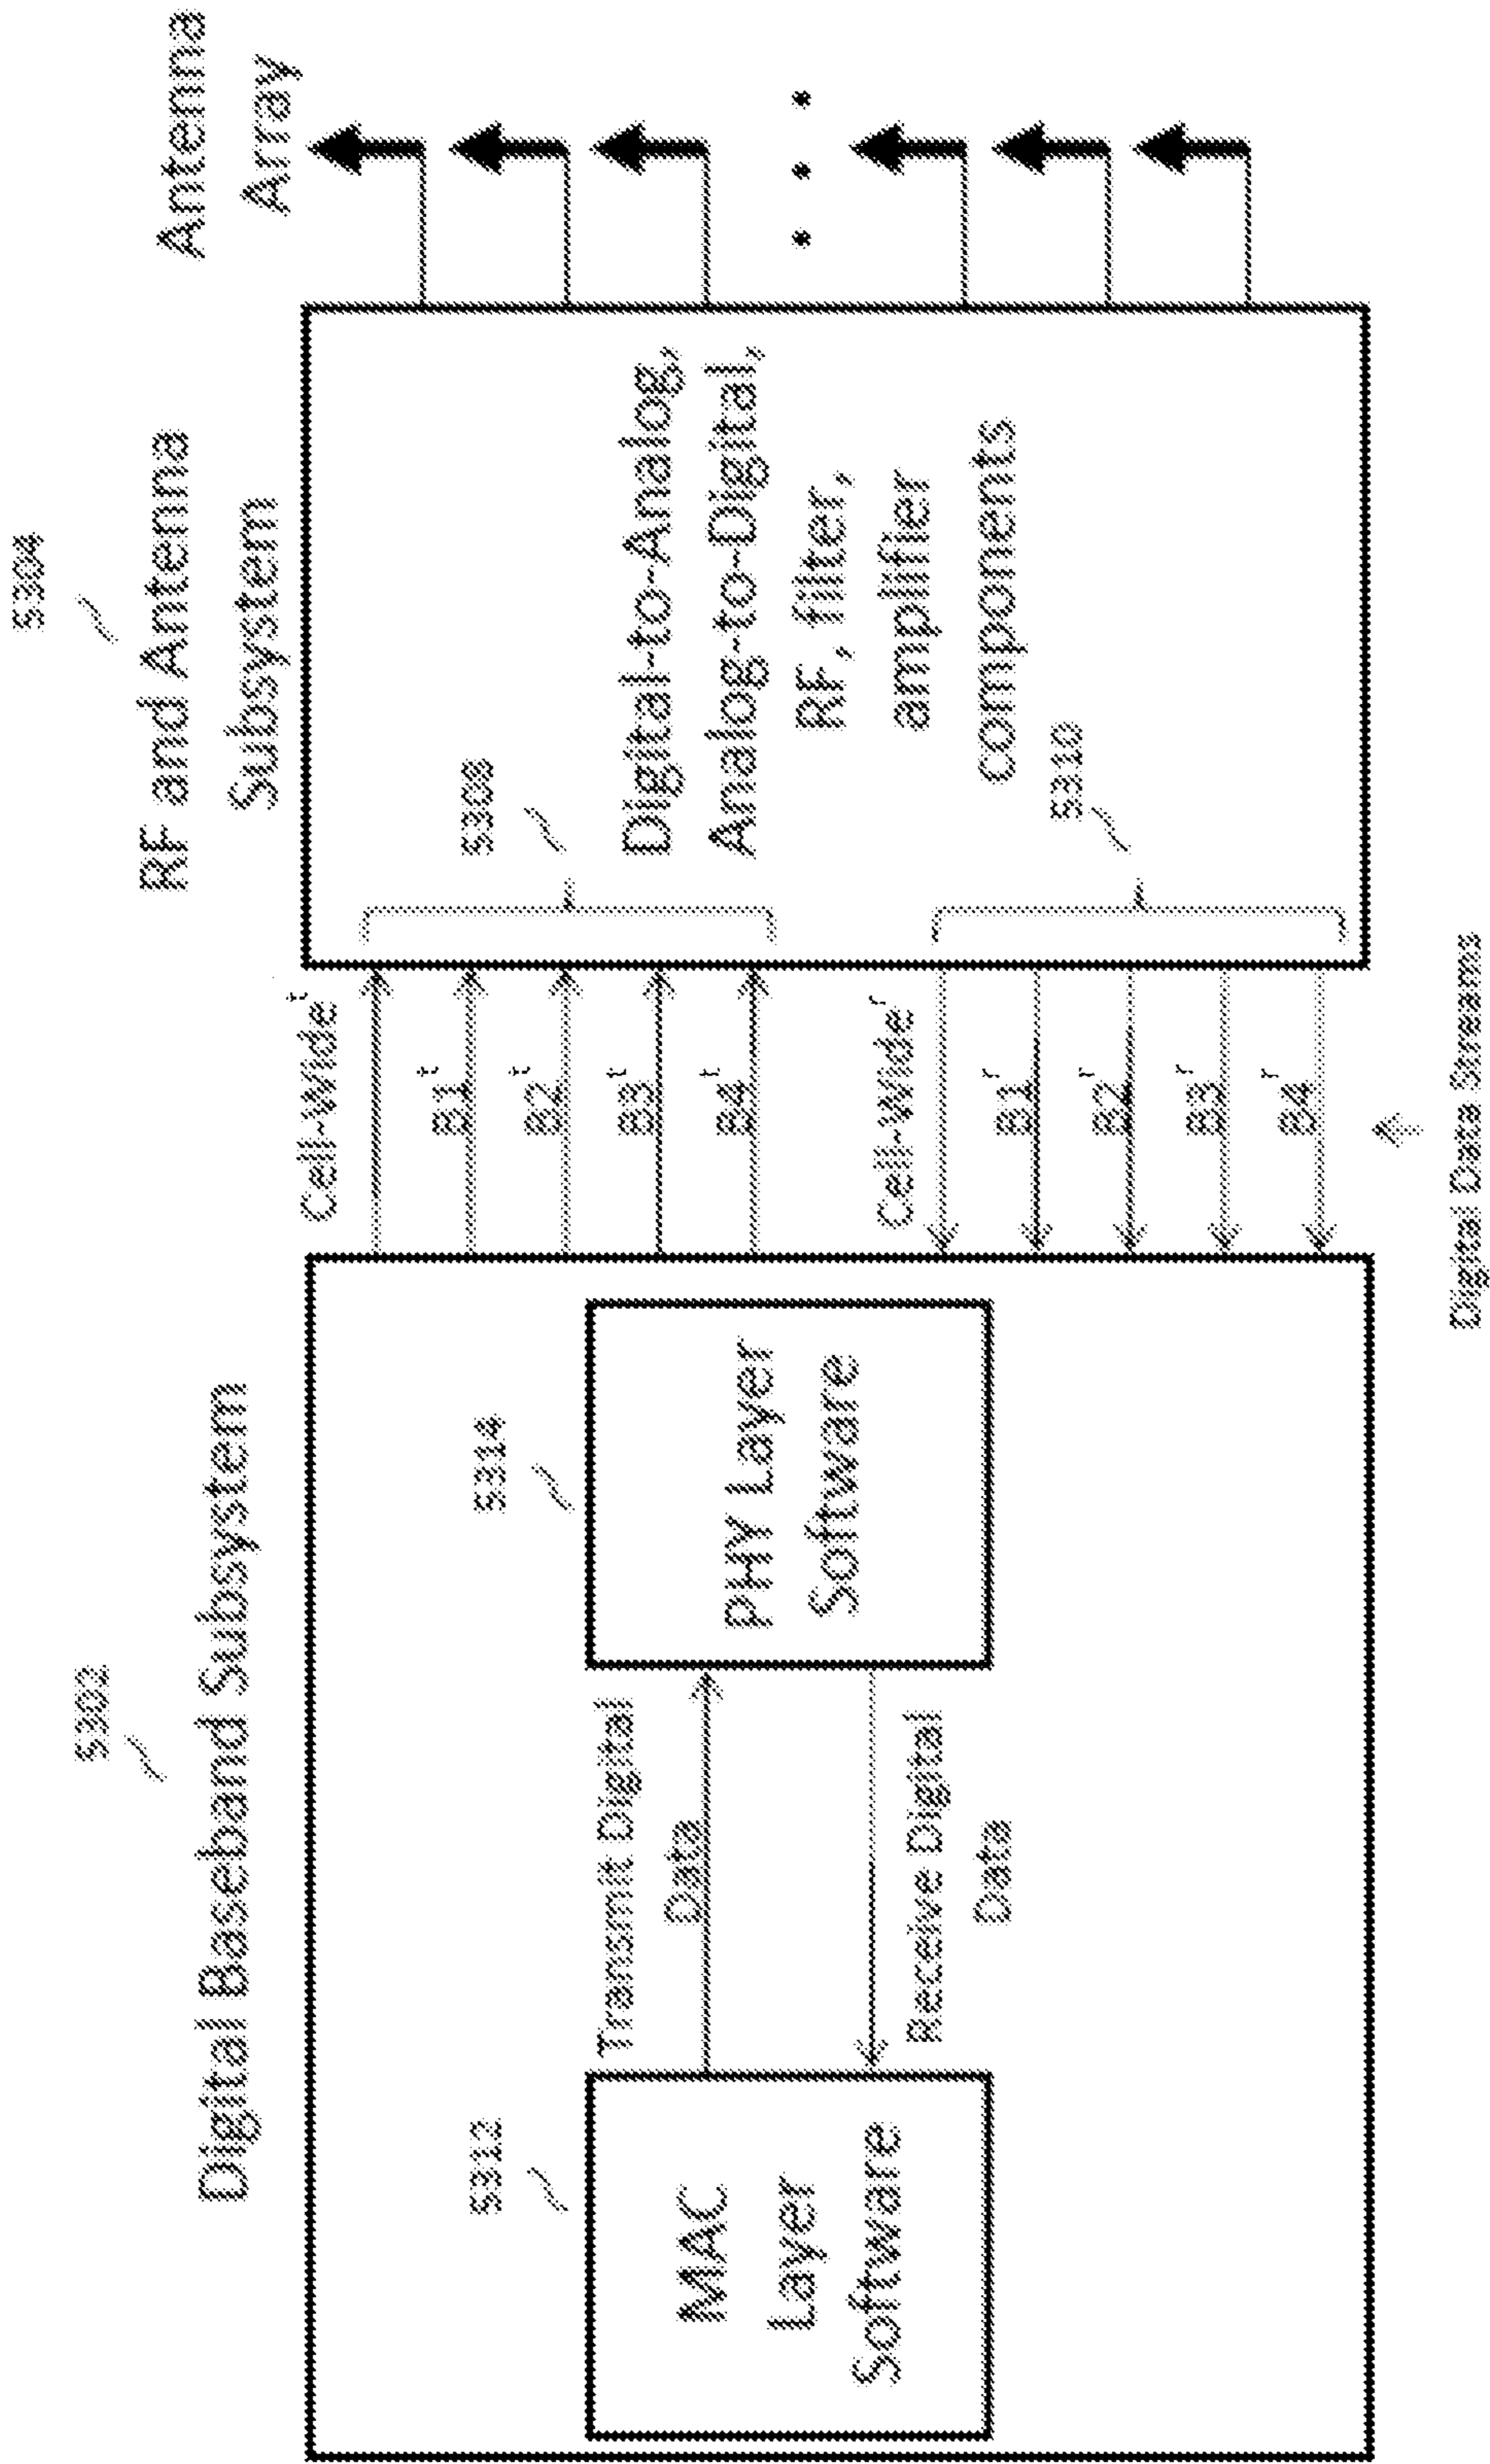 5302
Digital Baseband Subsystem
5312
MAC
Layer
Software
Transmit Digital
Data
Receive Digital
Data
5314
PHY Layer
Software
Cell-Wide t
B1 t
B2 t
B3 t
B4 t
Cell-wide r
B1 r
B2 r
B3 r
B4 r
Digital Data Streams
5304
RF and Antenna
Subsystem
5308
Digital-to-Analog,
Analog-to-Digital,
RF, filter,
amplifier
components
5310
Antenna
Array